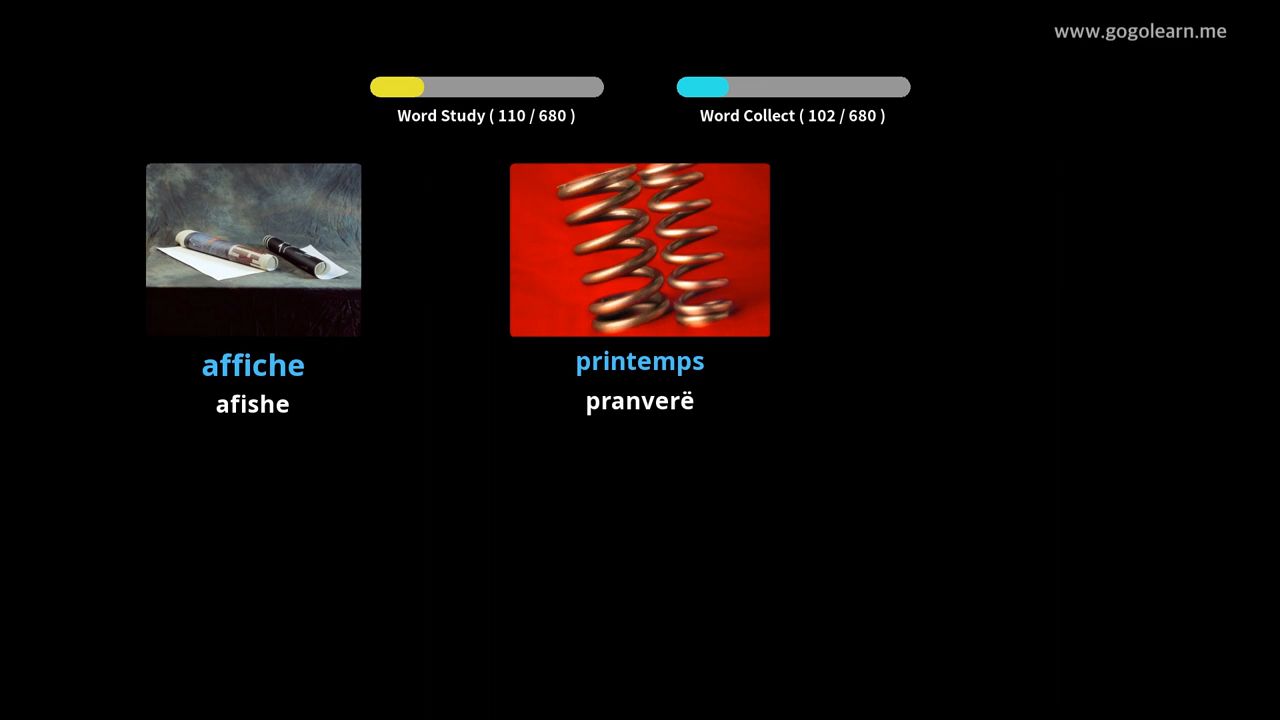 www.gogolearn.me
Word Study ( 110 / 680 )
Word Collect ( 102 / 680 )
affiche
afishe
printemps
pranverë